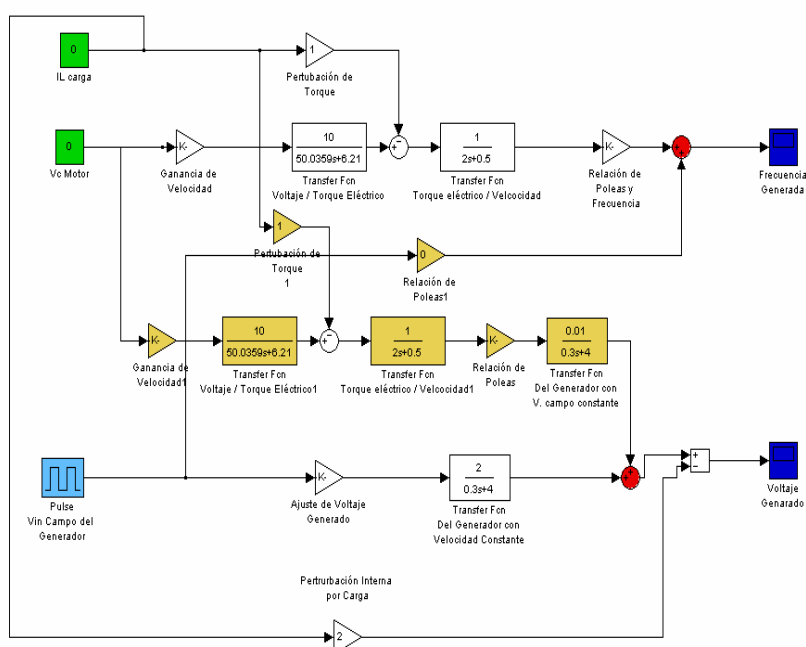 0
IL carga
1
Pertubación de
Torque
0
Vc Motor
K-
Ganancia de
Velocidad
10
50.0359s+6.21
Transfer Fcn
Voltaje / Torque Eléctrico
+
−
1
2s+0.5
Transfer Fcn
Torque eléctrico / Velcocidad
K-
Relación de
Poleas y
Frecuencia
+
+
Frecuencia
Generada
1
Pertubación de
Torque
1
0
Relación de
Poleas1
K-
Ganancia de
Velocidad1
10
50.0359s+6.21
Transfer Fcn
Voltaje / Torque Eléctrico1
+
−
1
2s+0.5
Transfer Fcn
Torque eléctrico / Velcocidad1
K-
Relación de
Poleas
0.01
0.3s+4
Transfer Fcn
Del Generador con
V. campo constante
Pulse
Vin Campo del
Generador
K-
Ajuste de Voltaje
Generado
2
0.3s+4
Transfer Fcn
Del Generador con
Velocidad Constante
+
+
+
−
Voltaje
Genarado
Pertrurbación Interna
por Carga
2